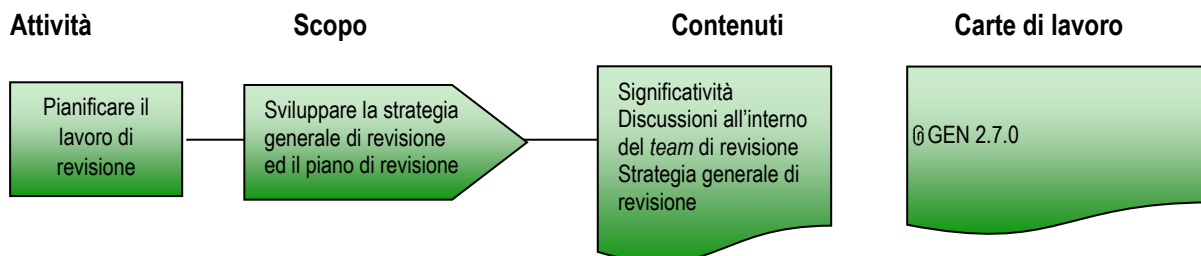 Attività Scopo Contenuti Carte di lavoro
Pianificare il
lavoro di
revisione
Sviluppare la strategia
generale di revisione
ed il piano di revisione
Significatività
Discussioni all’interno
del team di revisione
Strategia generale di
revisione
GEN 2.7.0